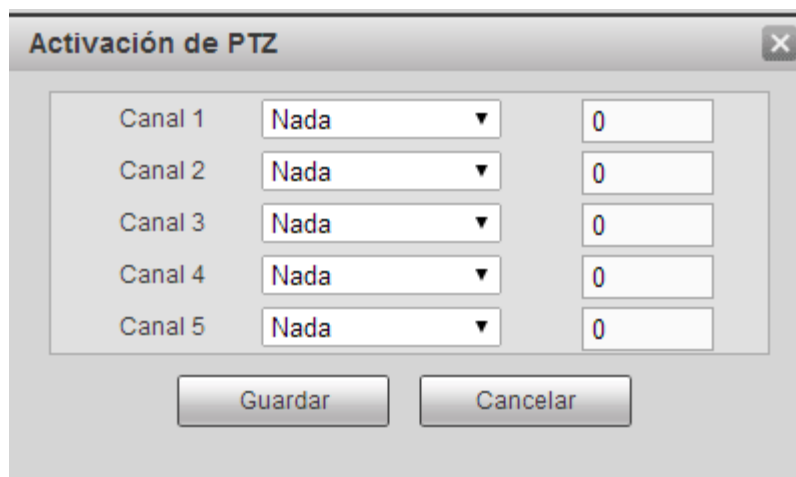 Activación de PTZ
Canal 1 Nada 0
Canal 2 Nada 0
Canal 3 Nada 0
Canal 4 Nada 0
Canal 5 Nada 0
Guardar Cancelar